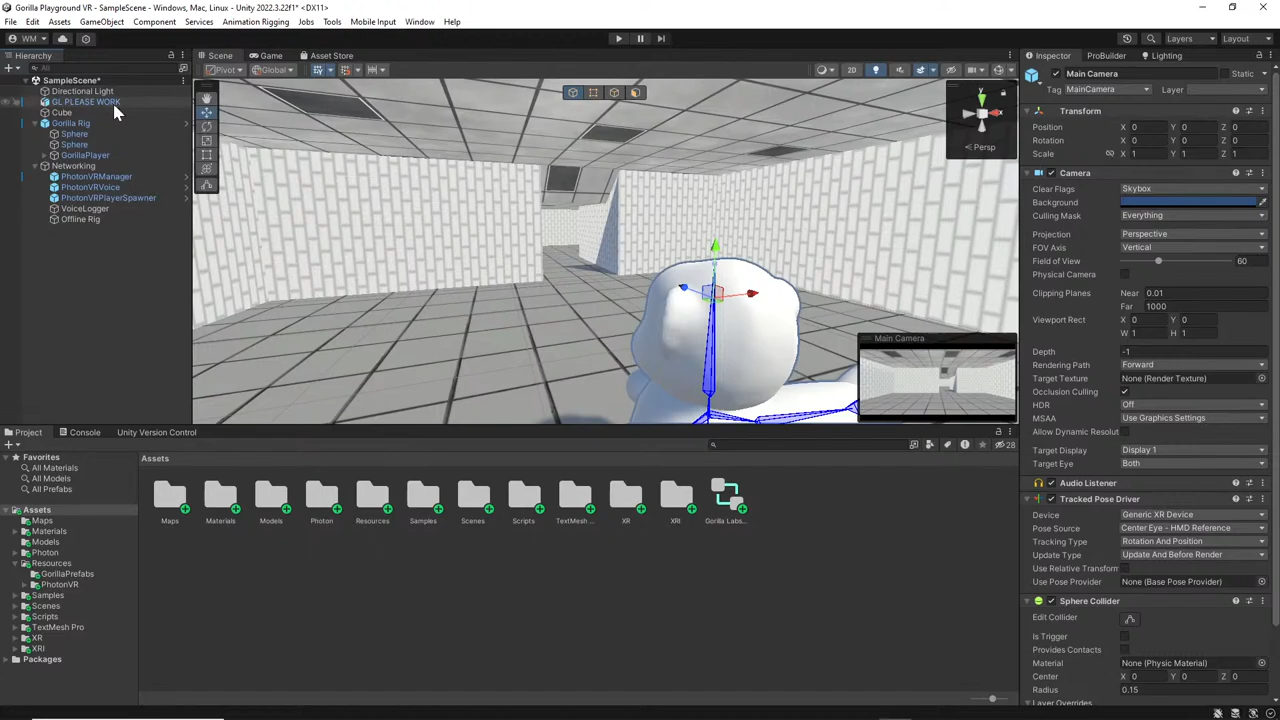 Gorilla Playground VR - SampleScene - Windows, Mac, Linux - Unity 2022.3.22f1* <DX11>
File Edit Assets GameObject Component Services Animation Rigging Jobs Tools Mobile Input Window Help
WM Layers Layout
Hierarchy Scene Game Asset Store Inspector ProBuilder Lighting
All Pivot Global 2D
Main Camera Static
Tag MainCamera Layer
SampleScene*
Directional Light
GL PLEASE WORK
Cube
Gorilla Rig
Sphere
Sphere
GorillaPlayer
Networking
PhotonVRManager
PhotonVRVoice
PhotonVRPlayerSpawner
VoiceLogger
Offline Rig
y
x
Persp
Main Camera
Transform
Position X 0 Y 0 Z 0
Rotation X 0 Y 0 Z 0
Scale X 1 Y 1 Z 1
Camera
Clear Flags Skybox
Background
Culling Mask Everything
Projection Perspective
FOV Axis Vertical
Field of View 60
Physical Camera
Clipping Planes Near 0.01
Far 1000
Viewport Rect X 0 Y 0
W 1 H 1
Depth -1
Rendering Path Forward
Target Texture None (Render Texture)
Occlusion Culling
HDR Off
MSAA Use Graphics Settings
Allow Dynamic Resolut
Target Display Display 1
Target Eye Both
Audio Listener
Tracked Pose Driver
Device Generic XR Device
Pose Source Center Eye - HMD Reference
Tracking Type Rotation And Position
Update Type Update And Before Render
Use Relative Transform
Use Pose Provider None (Base Pose Provider)
Sphere Collider
Edit Collider
Is Trigger
Provides Contacts
Material None (Physic Material)
Center X 0 Y 0 Z 0
Radius 0.15
Layer Overrides
Project Console Unity Version Control
28
Favorites
All Materials
All Models
All Prefabs
Assets
Maps
Materials
Models
Photon
Resources
GorillaPrefabs
PhotonVR
Samples
Scenes
Scripts
TextMesh Pro
XR
XRI
Packages
Assets
Maps Materials Models Photon Resources Samples Scenes Scripts TextMesh ... XR XRI Gorilla Labs...